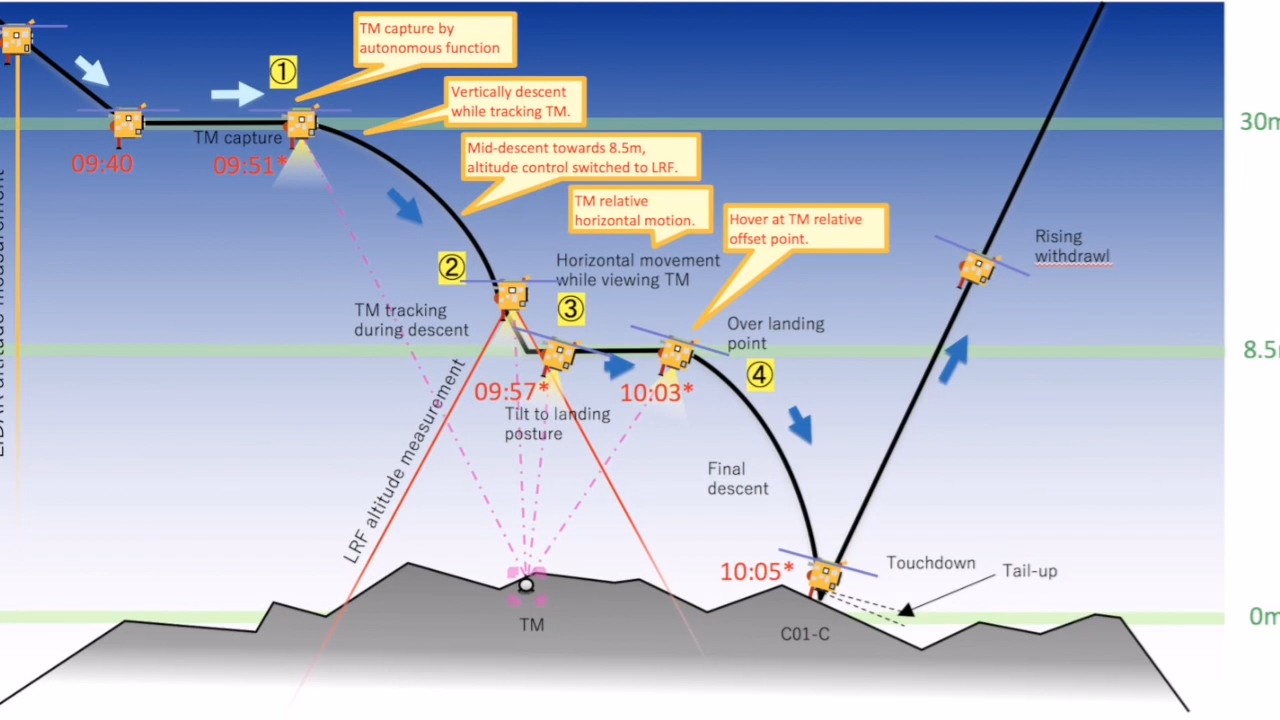 TM capture by
autonomous function
①
Vertically descent
while tracking TM.
30m
TM capture
09:40
09:51*
Mid-descent towards 8.5m,
altitude control switched to LRF.
TM relative
horizontal motion.
Hover at TM relative
offset point.
Rising
withdrawl
②
Horizontal movement
while viewing TM
③
TM tracking
during descent
Over landing
point
8.5m
④
09:57*
10:03*
Tilt to landing
posture
LRF altitude measurement
Final
descent
10:05*
Touchdown
Tail-up
TM
C01-C
0m